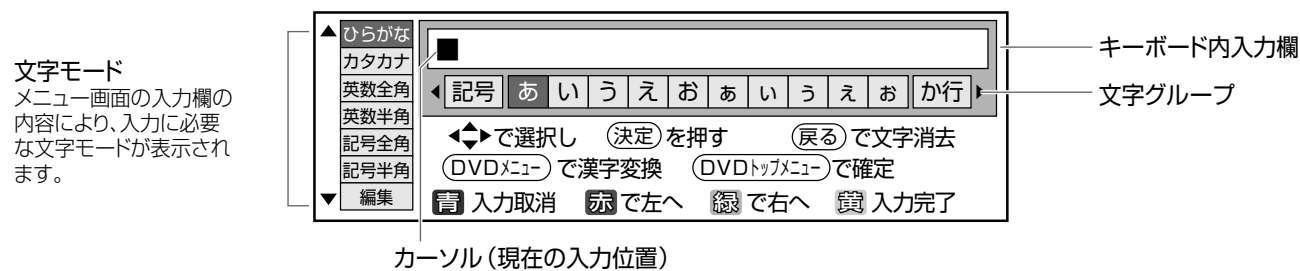 文字モード
メニュー画面の入力欄の
内容により、入力に必要
な文字モードが表示され
ます。
▲ ひらがな
カタカナ
英数全角
英数半角
記号全角
記号半角
▼ 編集
◀ 記号 あ い う え お ぁ ぃ ぅ ぇ ぉ か行 ▶
で選択し 決定 を押す 戻る で文字消去
DVDメニュー で漢字変換 DVDトップメニュー で確定
青 入力取消 赤 で左へ 緑 で右へ 黄 入力完了
キーボード内入力欄
文字グループ
カーソル（現在の入力位置）